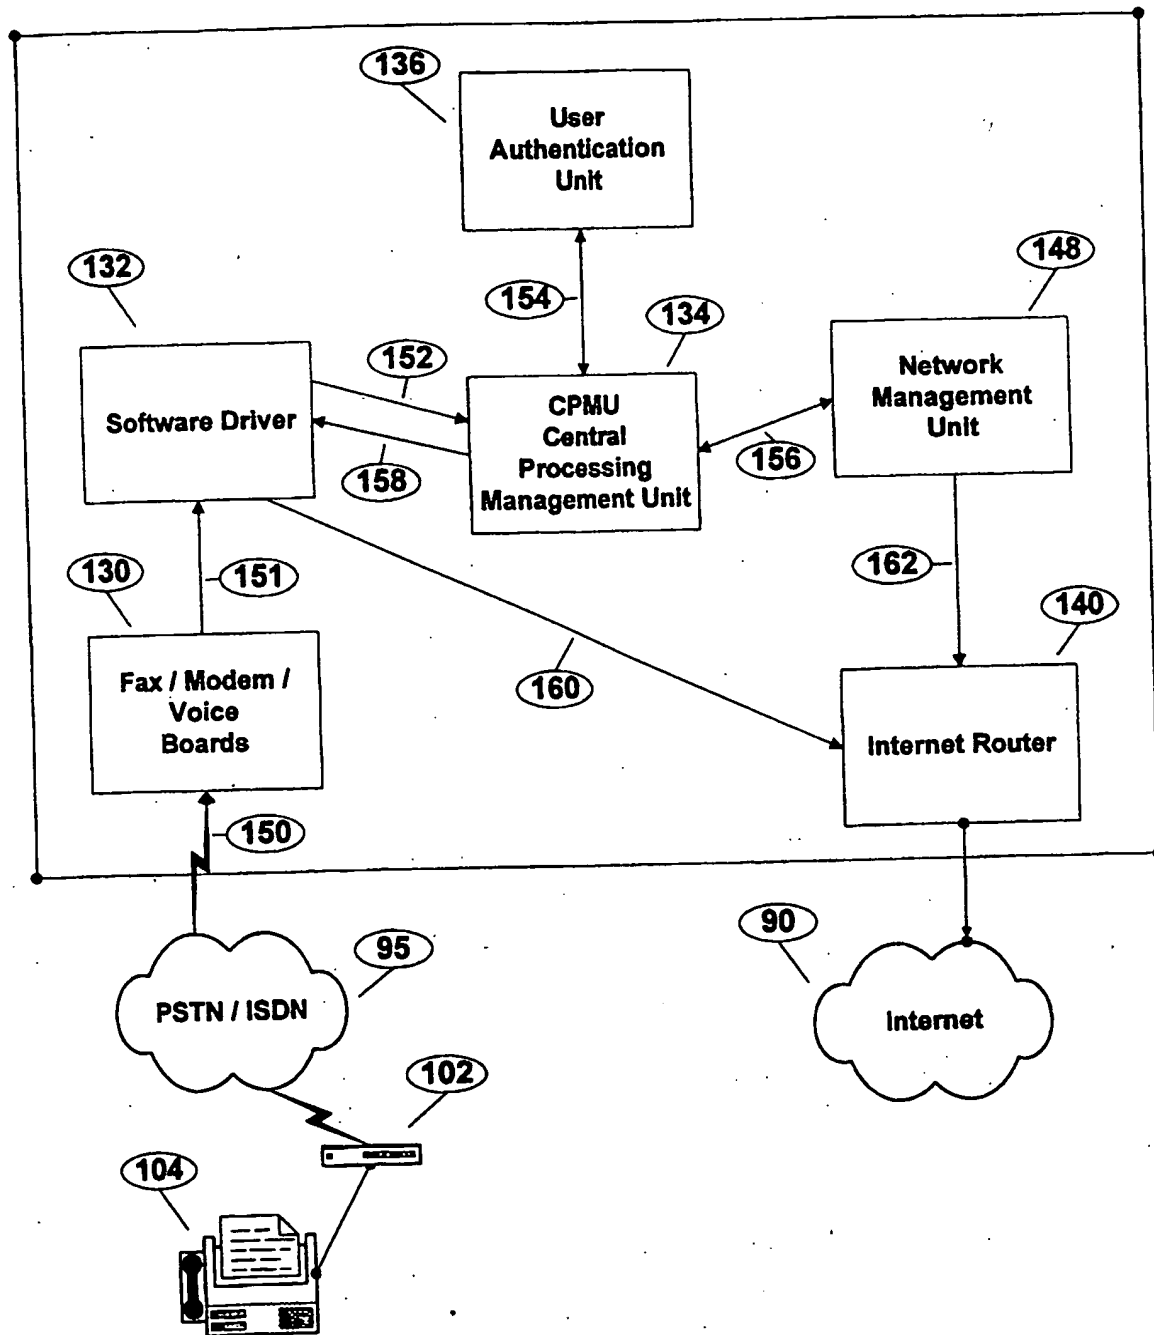 136
User
Authentication
Unit
132
154
134
148
Software Driver
152
158
CPMU
Central
Processing
Management Unit
156
Network
Management
Unit
130
151
162
140
Fax / Modem /
Voice
Boards
160
Internet Router
150
95
90
PSTN / ISDN
Internet
102
104